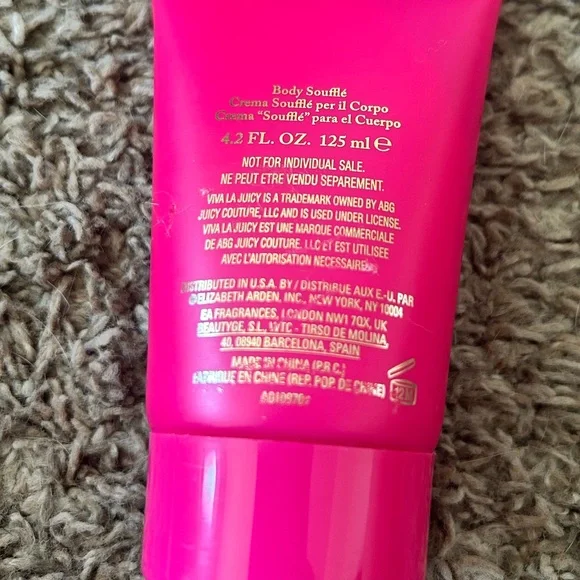 Body Soufflé
Crema Soufflé per il Corpo
Crema "Soufflé" para el Cuerpo
4.2 FL. OZ. 125 ml ℮
NOT FOR INDIVIDUAL SALE.
NE PEUT ETRE VENDU SEPAREMENT.
VIVA LA JUICY IS A TRADEMARK OWNED BY ABG
JUICY COUTURE, LLC AND IS USED UNDER LICENSE.
VIVA LA JUICY EST UNE MARQUE COMMERCIALE
DE ABG JUICY COUTURE, LLC ET EST UTILISEE
AVEC L'AUTORISATION NECESSAIRE.
DISTRIBUTED IN U.S.A. BY / DISTRIBUE AUX E.-U. PAR
©ELIZABETH ARDEN, INC., NEW YORK, NY 10004
EA FRAGRANCES, LONDON NW1 7QX, UK
BEAUTYGE, S.L., WTC - TIRSO DE MOLINA,
40, 08940 BARCELONA, SPAIN
MADE IN CHINA (P.R.C.)
FABRIQUE EN CHINE (REP. POP. DE CHINE)
12M